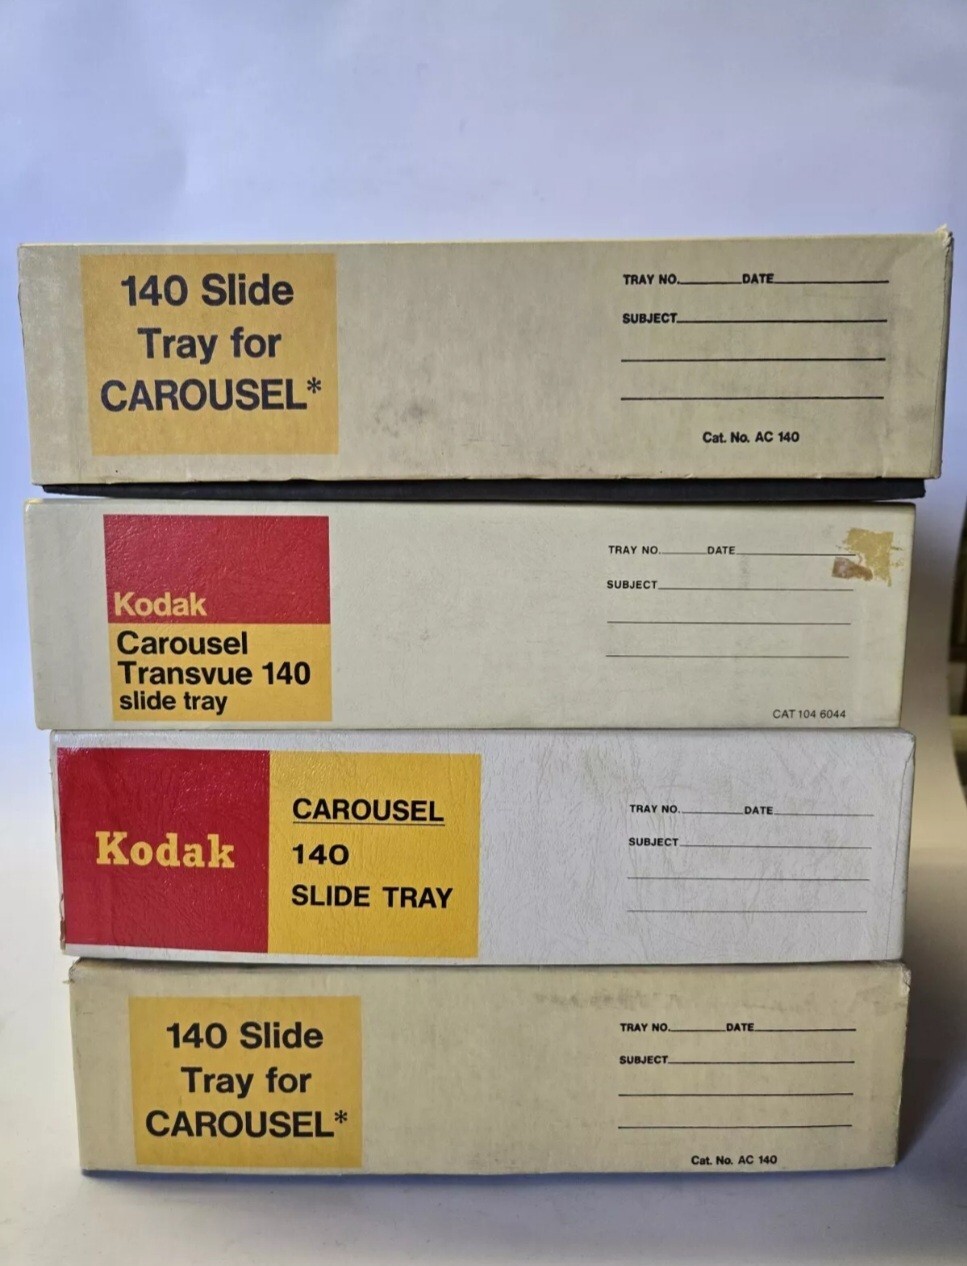 140 Slide
Tray for
CAROUSEL*
TRAY NO. DATE
SUBJECT
Cat. No. AC 140
Kodak
Carousel
Transvue 140
slide tray
TRAY NO. DATE
SUBJECT
CAT 104 6044
Kodak
CAROUSEL
140
SLIDE TRAY
TRAY NO. DATE
SUBJECT
140 Slide
Tray for
CAROUSEL*
TRAY NO. DATE
SUBJECT
Cat. No. AC 140